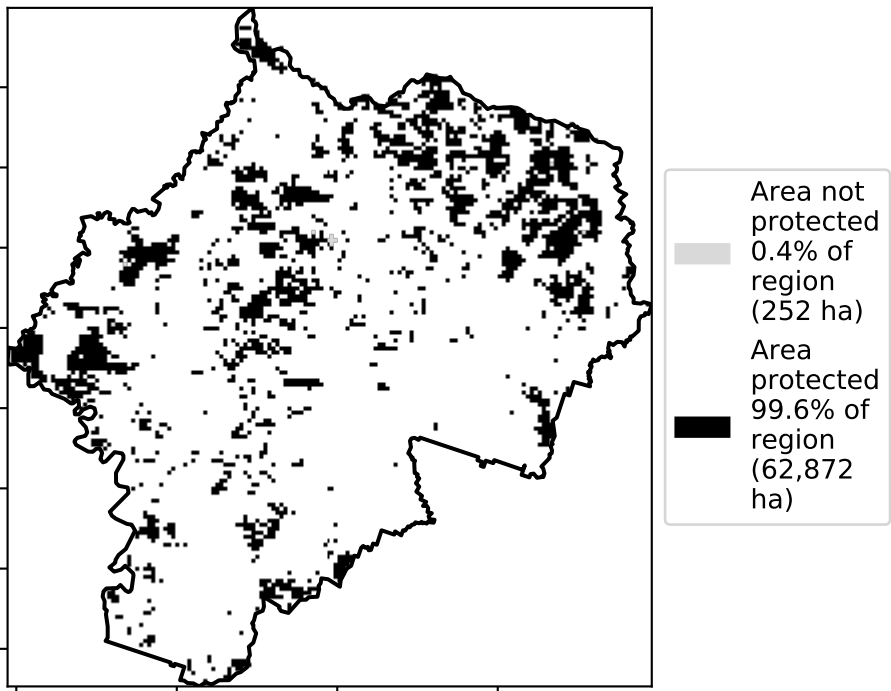 Area not
protected
0.4% of
region
(252 ha)
Area
protected
99.6% of
region
(62,872
ha)